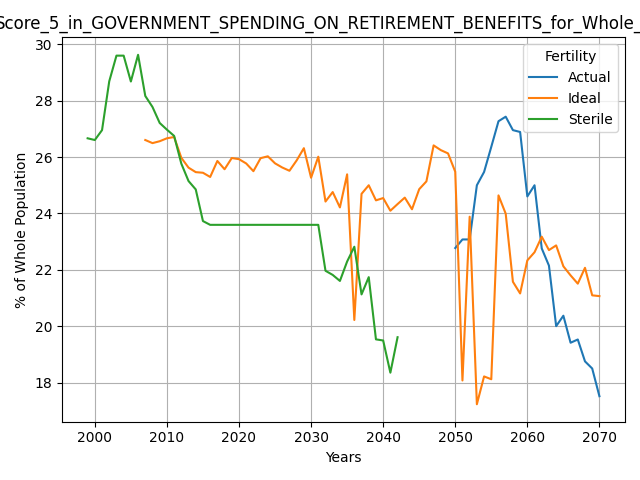 Score_5_in_GOVERNMENT_SPENDING_ON_RETIREMENT_BENEFITS_for_Whole_
30
28
26
24
22
20
18
% of Whole Population
Fertility
Actual
Ideal
Sterile
2000 2010 2020 2030 2040 2050 2060 2070
Years